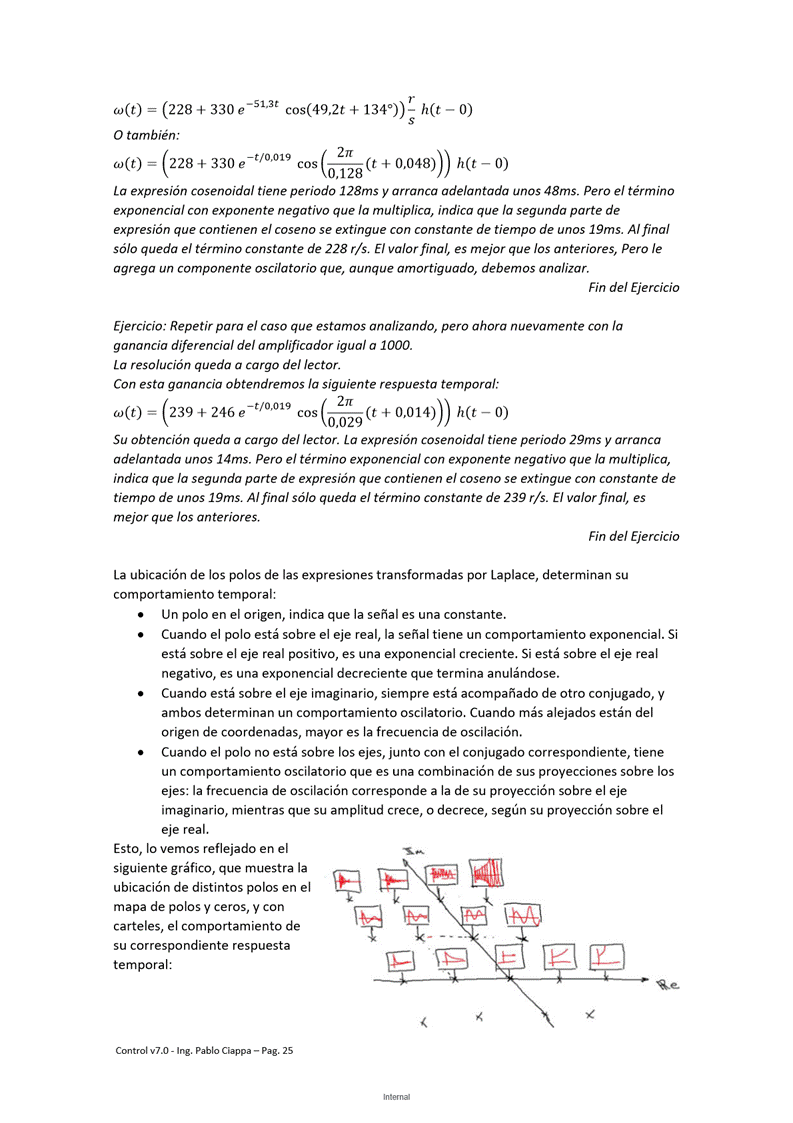 ω(t) = (228 + 330 e^{−51,3t} cos(49,2t + 134°)) r/s h(t − 0)
O también:
ω(t) = (228 + 330 e^{−t/0,019} cos(2π/0,128 (t + 0,048))) h(t − 0)
La expresión cosenoidal tiene periodo 128ms y arranca adelantada unos 48ms. Pero el término
exponencial con exponente negativo que la multiplica, indica que la segunda parte de
expresión que contienen el coseno se extingue con constante de tiempo de unos 19ms. Al final
sólo queda el término constante de 228 r/s. El valor final, es mejor que los anteriores, Pero le
agrega un componente oscilatorio que, aunque amortiguado, debemos analizar.
Fin del Ejercicio
Ejercicio: Repetir para el caso que estamos analizando, pero ahora nuevamente con la
ganancia diferencial del amplificador igual a 1000.
La resolución queda a cargo del lector.
Con esta ganancia obtendremos la siguiente respuesta temporal:
ω(t) = (239 + 246 e^{−t/0,019} cos(2π/0,029 (t + 0,014))) h(t − 0)
Su obtención queda a cargo del lector. La expresión cosenoidal tiene periodo 29ms y arranca
adelantada unos 14ms. Pero el término exponencial con exponente negativo que la multiplica,
indica que la segunda parte de expresión que contienen el coseno se extingue con constante de
tiempo de unos 19ms. Al final sólo queda el término constante de 239 r/s. El valor final, es
mejor que los anteriores.
Fin del Ejercicio
La ubicación de los polos de las expresiones transformadas por Laplace, determinan su
comportamiento temporal:
• Un polo en el origen, indica que la señal es una constante.
• Cuando el polo está sobre el eje real, la señal tiene un comportamiento exponencial. Si
está sobre el eje real positivo, es una exponencial creciente. Si está sobre el eje real
negativo, es una exponencial decreciente que termina anulándose.
• Cuando está sobre el eje imaginario, siempre está acompañado de otro conjugado, y
ambos determinan un comportamiento oscilatorio. Cuando más alejados están del
origen de coordenadas, mayor es la frecuencia de oscilación.
• Cuando el polo no está sobre los ejes, junto con el conjugado correspondiente, tiene
un comportamiento oscilatorio que es una combinación de sus proyecciones sobre los
ejes: la frecuencia de oscilación corresponde a la de su proyección sobre el eje
imaginario, mientras que su amplitud crece, o decrece, según su proyección sobre el
eje real.
Esto, lo vemos reflejado en el
siguiente gráfico, que muestra la
ubicación de distintos polos en el
mapa de polos y ceros, y con
carteles, el comportamiento de
su correspondiente respuesta
temporal:
Im
Re
Control v7.0 - Ing. Pablo Ciappa – Pag. 25
Internal